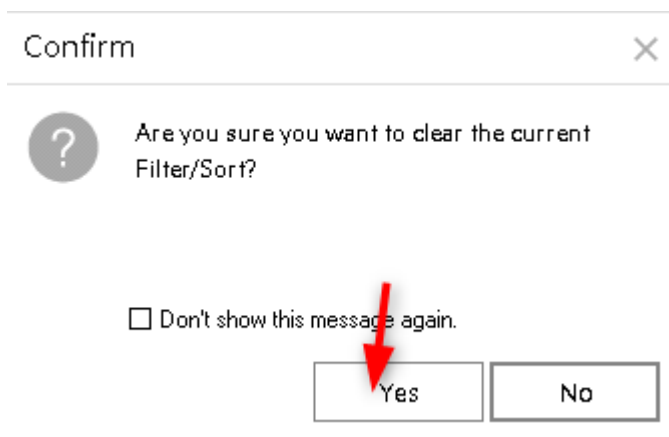 Confirm
Are you sure you want to clear the current
Filter/Sort?
Don't show this message again.
Yes
No